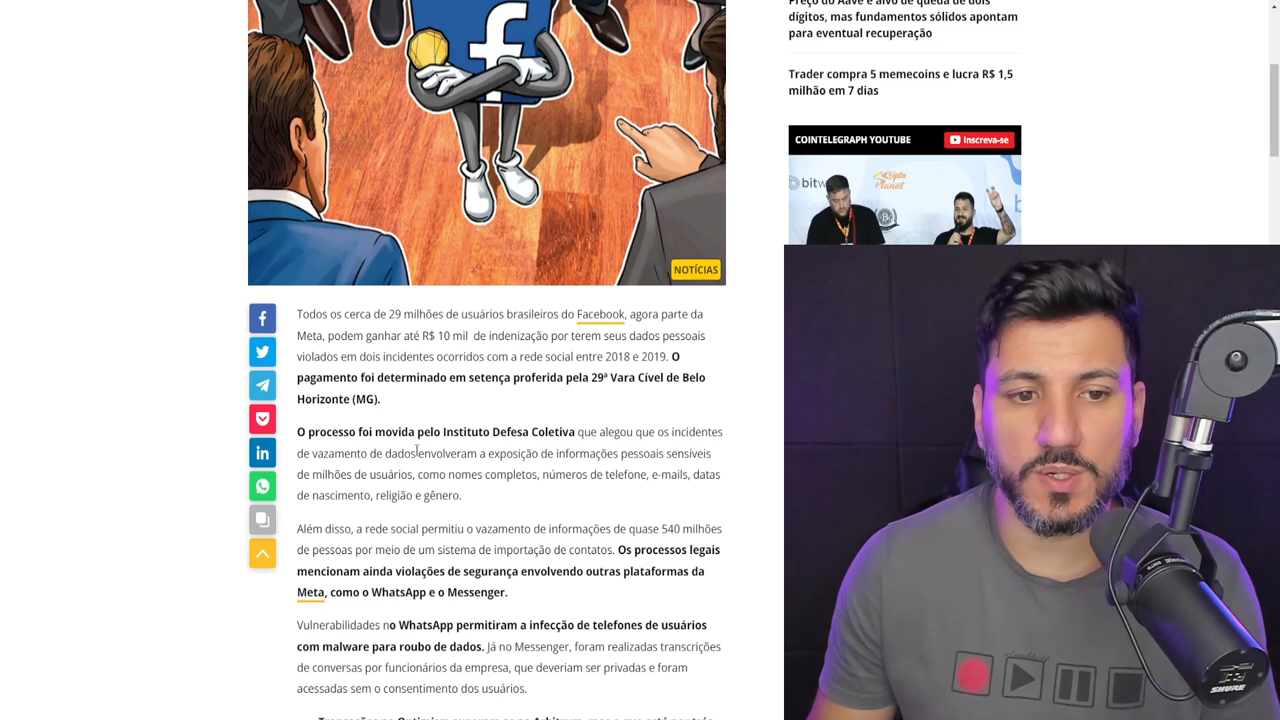 Preço do Aave é alvo de queda de dois
dígitos, mas fundamentos sólidos apontam
para eventual recuperação
Trader compra 5 memecoins e lucra R$ 1,5
milhão em 7 dias
COINTELEGRAPH YOUTUBE
Inscreva-se
bitw
Crypto
Planet
b
NOTÍCIAS
Todos os cerca de 29 milhões de usuários brasileiros do Facebook, agora parte da
Meta, podem ganhar até R$ 10 mil de indenização por terem seus dados pessoais
violados em dois incidentes ocorridos com a rede social entre 2018 e 2019. O
pagamento foi determinado em setença proferida pela 29ª Vara Cível de Belo
Horizonte (MG).
O processo foi movida pelo Instituto Defesa Coletiva que alegou que os incidentes
de vazamento de dados envolveram a exposição de informações pessoais sensíveis
de milhões de usuários, como nomes completos, números de telefone, e-mails, datas
de nascimento, religião e gênero.
Além disso, a rede social permitiu o vazamento de informações de quase 540 milhões
de pessoas por meio de um sistema de importação de contatos. Os processos legais
mencionam ainda violações de segurança envolvendo outras plataformas da
Meta, como o WhatsApp e o Messenger.
Vulnerabilidades no WhatsApp permitiram a infecção de telefones de usuários
com malware para roubo de dados. Já no Messenger, foram realizadas transcrições
de conversas por funcionários da empresa, que deveriam ser privadas e foram
acessadas sem o consentimento dos usuários.
SHURE